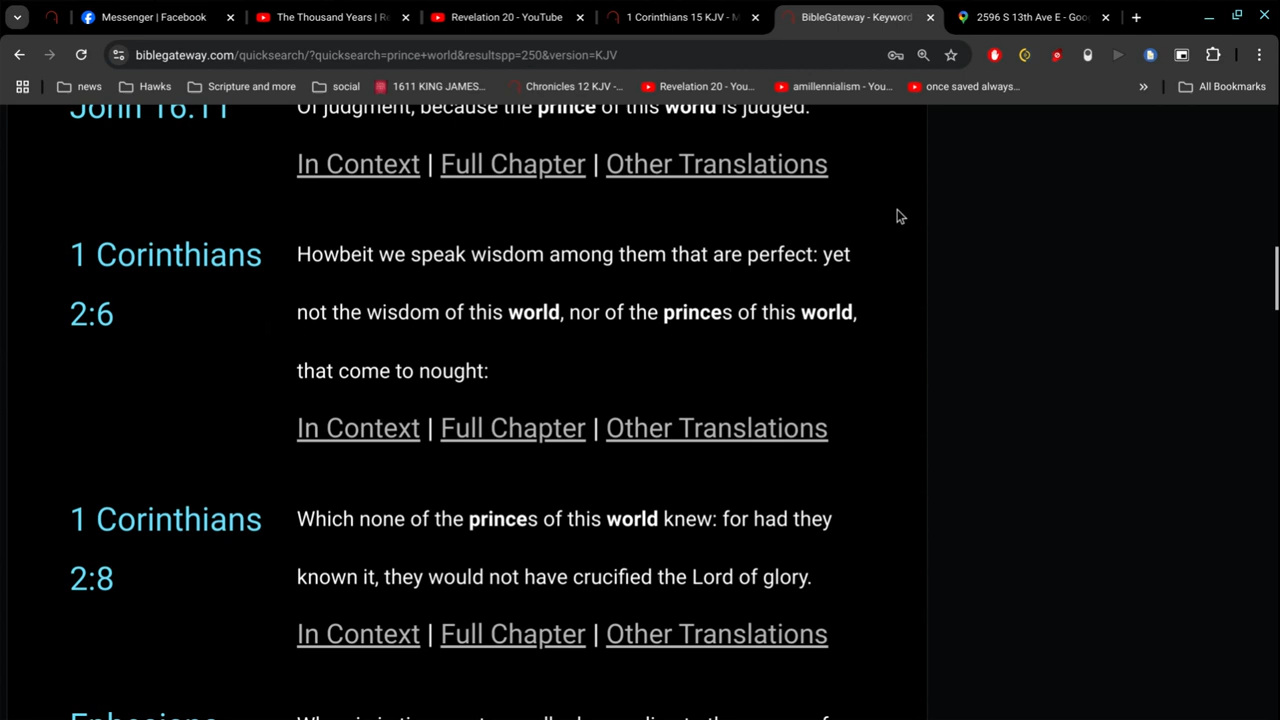 Messenger | Facebook
The Thousand Years | Re
Revelation 20 - YouTube
1 Corinthians 15 KJV - M
BibleGateway - Keyword
2596 S 13th Ave E - Goo
biblegateway.com/quicksearch/?quicksearch=prince+world&resultspp=250&version=KJV
news
Hawks
Scripture and more
social
1611 KING JAMES...
Chronicles 12 KJV -...
Revelation 20 - You...
amillennialism - You...
once saved always...
All Bookmarks
John 16:11
Of judgment, because the prince of this world is judged.
In Context | Full Chapter | Other Translations
1 Corinthians
2:6
Howbeit we speak wisdom among them that are perfect: yet
not the wisdom of this world, nor of the princes of this world,
that come to nought:
In Context | Full Chapter | Other Translations
1 Corinthians
2:8
Which none of the princes of this world knew: for had they
known it, they would not have crucified the Lord of glory.
In Context | Full Chapter | Other Translations
Ephesians